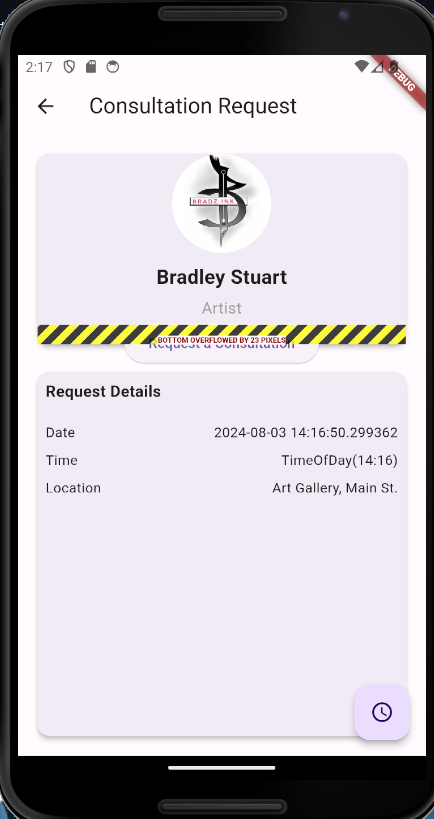 2:17
DEBUG
Consultation Request
BRADZ INK
Bradley Stuart
Artist
BOTTOM OVERFLOWED BY 23 PIXELS
Request a Consultation
Request Details
Date 2024-08-03 14:16:50.299362
Time TimeOfDay(14:16)
Location Art Gallery, Main St.